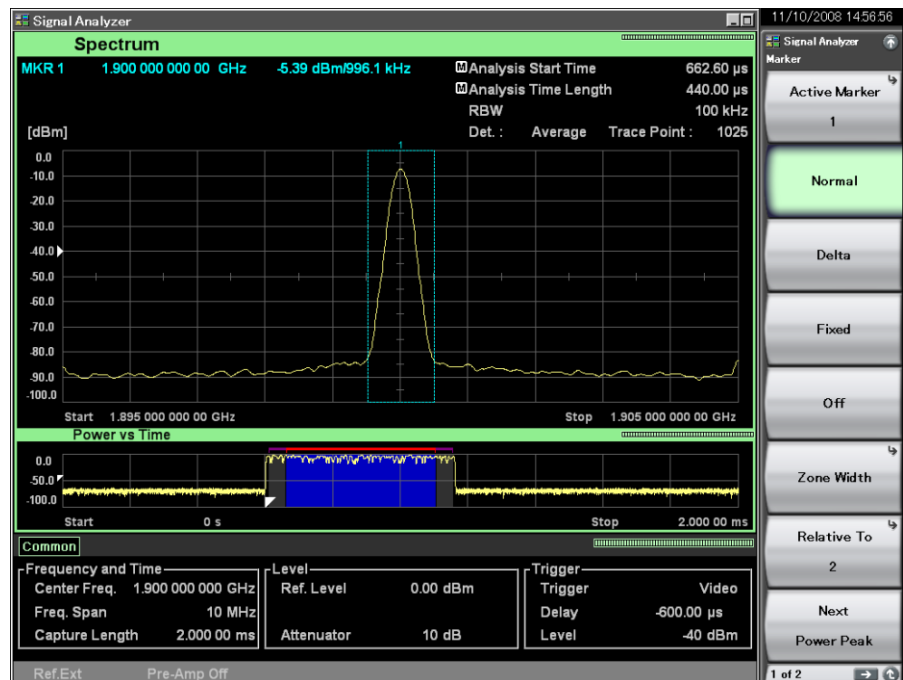 Signal Analyzer
11/10/2008 14:56:56
Spectrum
MKR 1 1.900 000 000 00 GHz -5.39 dBm/996.1 kHz
M Analysis Start Time 662.60 µs
M Analysis Time Length 440.00 µs
RBW 100 kHz
Det. : Average Trace Point : 1025
[dBm]
1
0.0
-10.0
-20.0
-30.0
-40.0
-50.0
-60.0
-70.0
-80.0
-90.0
-100.0
Start 1.895 000 000 00 GHz Stop 1.905 000 000 00 GHz
Power vs Time
0.0
-50.0
-100.0
Start 0 s Stop 2.000 00 ms
Common
Frequency and Time
Center Freq. 1.900 000 000 GHz
Freq. Span 10 MHz
Capture Length 2.000 00 ms
Level
Ref. Level 0.00 dBm
Attenuator 10 dB
Trigger
Trigger Video
Delay -600.00 µs
Level -40 dBm
Ref.Ext Pre-Amp Off
Signal Analyzer
Marker
Active Marker
1
Normal
Delta
Fixed
Off
Zone Width
Relative To
2
Next
Power Peak
1 of 2